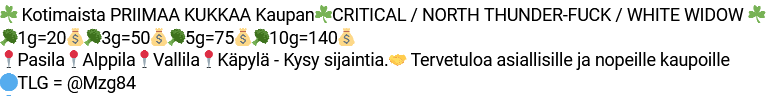 ☘️ Kotimaista PRIIMAA KUKKAA Kaupan☘️CRITICAL / NORTH THUNDER-FUCK / WHITE WIDOW ☘️
🥦1g=20💰🥦3g=50💰🥦5g=75💰🥦10g=140💰
📍Pasila📍Alppila📍Vallila📍Käpylä - Kysy sijaintia.🤝 Tervetuloa asiallisille ja nopeille kaupoille
🔵TLG = @Mzg84